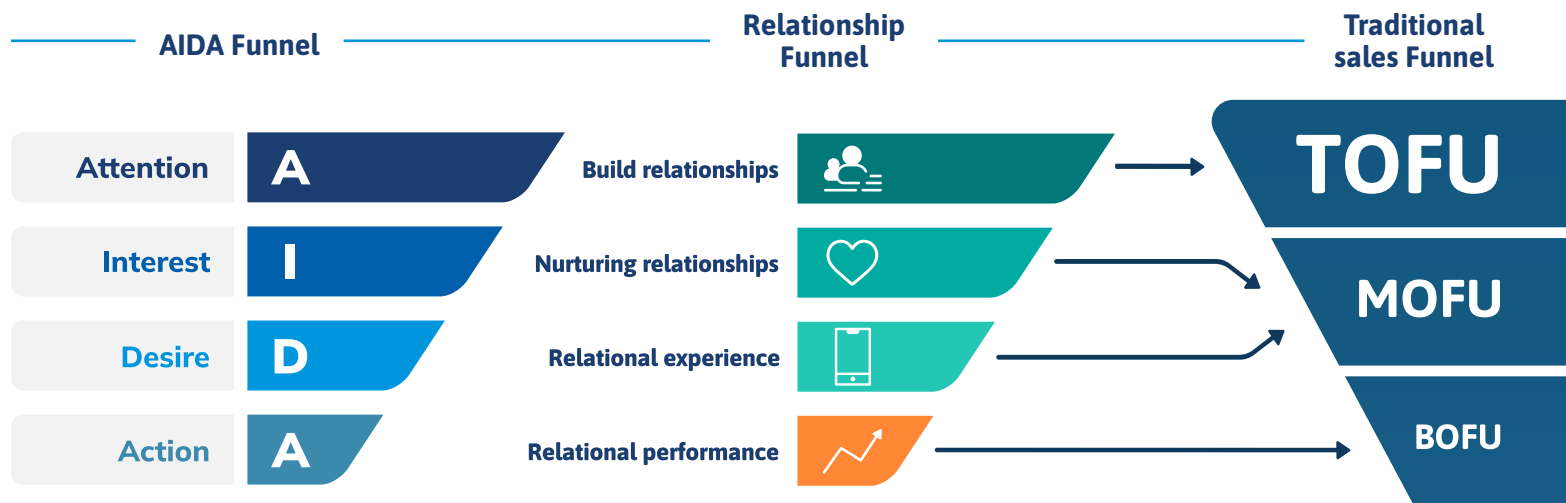 AIDA Funnel
Relationship
Funnel
Traditional
sales Funnel
Attention
A
Build relationships
TOFU
Interest
I
Nurturing relationships
MOFU
Desire
D
Relational experience
Action
A
Relational performance
BOFU